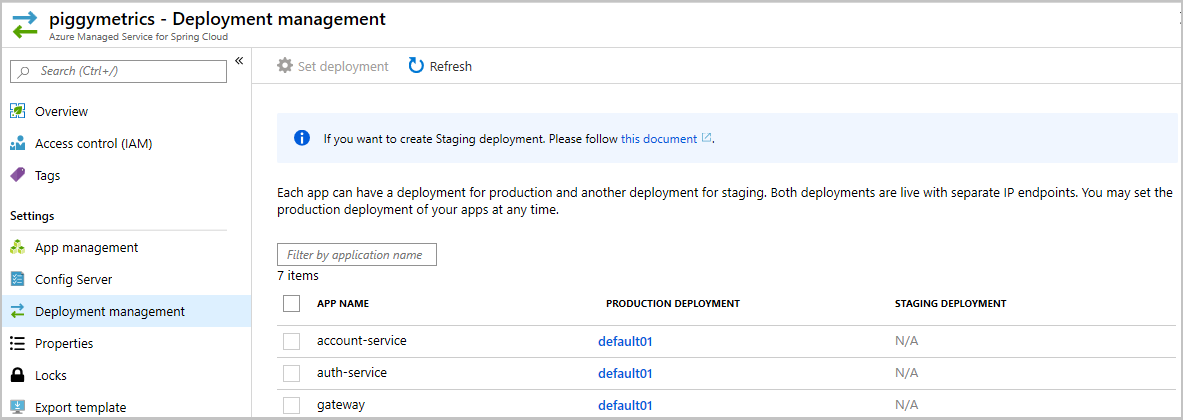 piggymetrics - Deployment management
Azure Managed Service for Spring Cloud
Search (Ctrl+/)
«
Overview
Access control (IAM)
Tags
Settings
App management
Config Server
Deployment management
Properties
Locks
Export template
Set deployment Refresh
If you want to create Staging deployment. Please follow this document.
Each app can have a deployment for production and another deployment for staging. Both deployments are live with separate IP endpoints. You may set the
production deployment of your apps at any time.
Filter by application name
7 items
APP NAME PRODUCTION DEPLOYMENT STAGING DEPLOYMENT
account-service default01 N/A
auth-service default01 N/A
gateway default01 N/A